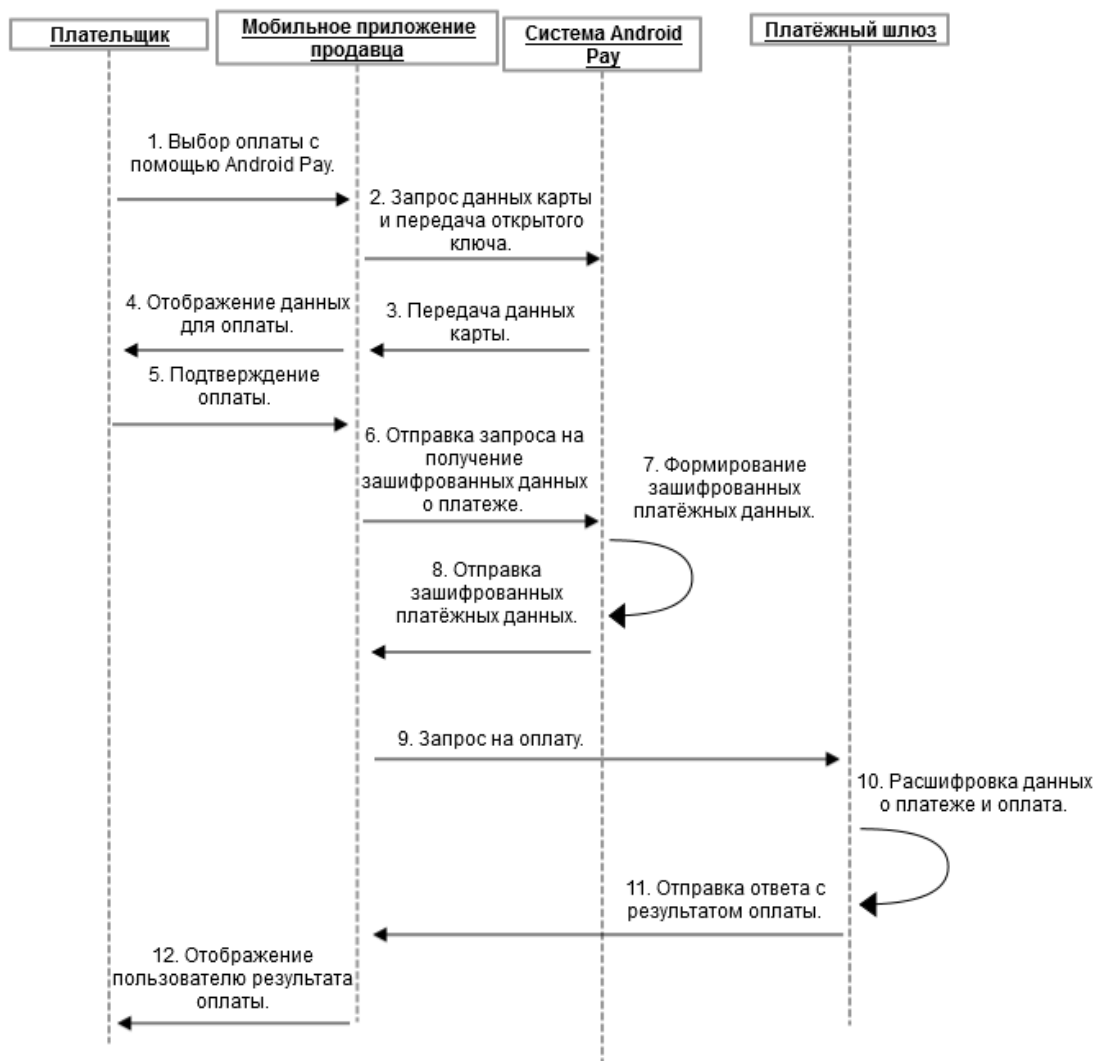 Плательщик
Мобильное приложение
продавца
Система Android
Pay
Платёжный шлюз
1. Выбор оплаты с
помощью Android Pay.
2. Запрос данных карты
и передача открытого
ключа.
4. Отображение данных
для оплаты.
3. Передача данных
карты.
5. Подтверждение
оплаты.
6. Отправка запроса на
получение
зашифрованных данных
о платеже.
7. Формирование
зашифрованных
платёжных данных.
8. Отправка
зашифрованных
платёжных данных.
9. Запрос на оплату.
10. Расшифровка данных
о платеже и оплата.
11. Отправка ответа с
результатом оплаты.
12. Отображение
пользователю результата
оплаты.